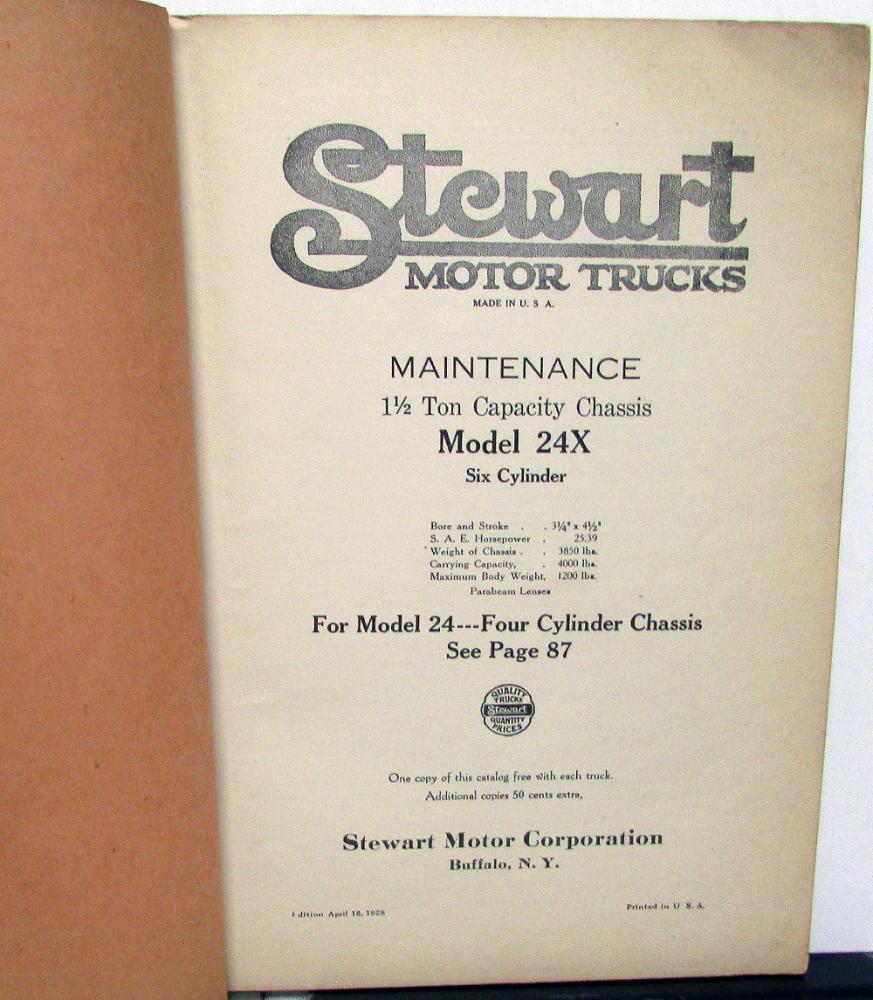 Stewart
MOTOR TRUCKS
MADE IN U. S A.
MAINTENANCE
1½ Ton Capacity Chassis
Model 24X
Six Cylinder
Bore and Stroke . . 3¼" x 4½"
S. A. E. Horsepower . 25.39
Weight of Chassis . . 3850 lbs.
Carrying Capacity, . 4000 lbs.
Maximum Body Weight, 1200 lbs.
Parabeam Lenses
For Model 24---Four Cylinder Chassis
See Page 87
QUALITY
TRUCKS
Stewart
QUANTITY
PRICES
One copy of this catalog free with each truck.
Additional copies 50 cents extra,
Stewart Motor Corporation
Buffalo, N. Y.
dition April 16, 1928
Printed in U S. A.